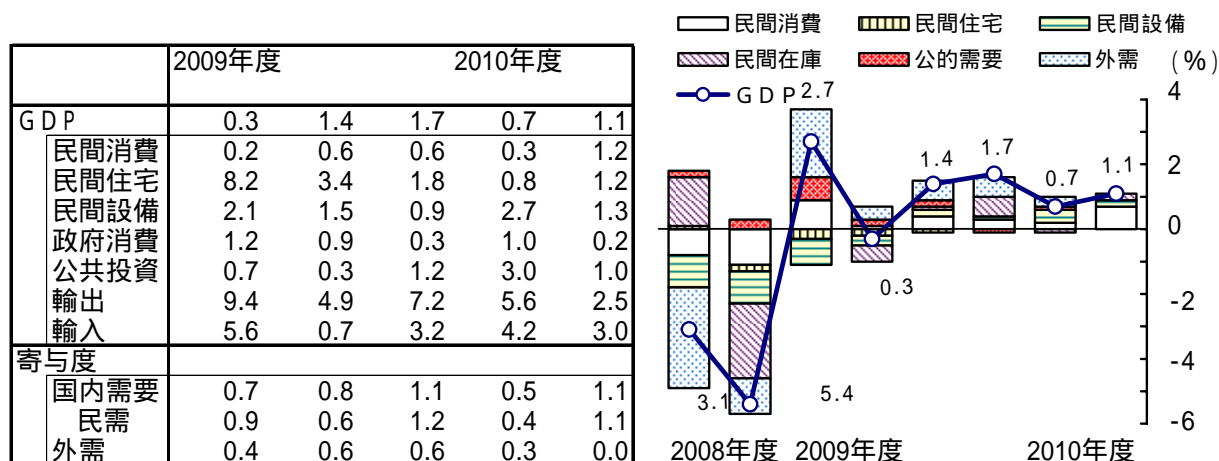 2009年度 2010年度
GDP 0.3 1.4 1.7 0.7 1.1
民間消費 0.2 0.6 0.6 0.3 1.2
民間住宅 8.2 3.4 1.8 0.8 1.2
民間設備 2.1 1.5 0.9 2.7 1.3
政府消費 1.2 0.9 0.3 1.0 0.2
公共投資 0.7 0.3 1.2 3.0 1.0
輸出 9.4 4.9 7.2 5.6 2.5
輸入 5.6 0.7 3.2 4.2 3.0
寄与度
国内需要 0.7 0.8 1.1 0.5 1.1
民需 0.9 0.6 1.2 0.4 1.1
外需 0.4 0.6 0.6 0.3 0.0
民間消費 民間住宅 民間設備
民間在庫 公的需要 外需 (%)
GDP 2.7
4
1.4 1.7 0.7 1.1
2
0
0.3
-2
3.1 5.4
-4
-6
2008年度 2009年度 2010年度